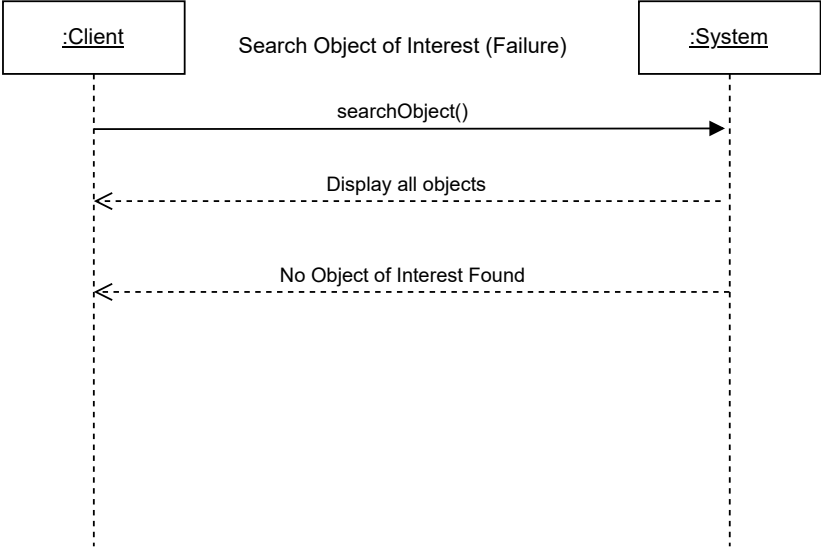 :Client
Search Object of Interest (Failure)
:System
searchObject()
Display all objects
No Object of Interest Found